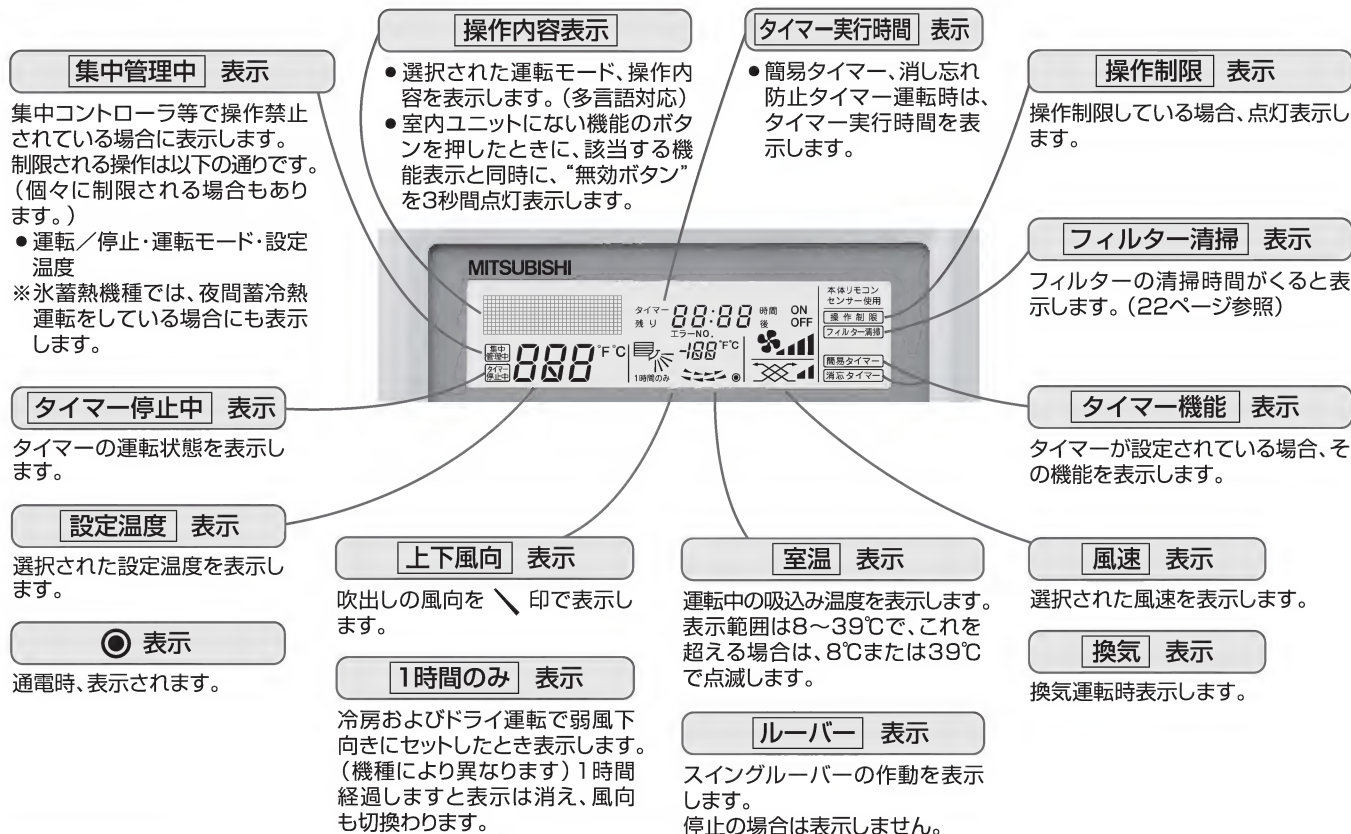 操作内容表示
● 選択された運転モード、操作内
容を表示します。(多言語対応)
● 室内ユニットにない機能のボタ
ンを押したときに、該当する機
能表示と同時に、“無効ボタン”
を3秒間点灯表示します。
タイマー実行時間 表示
● 簡易タイマー、消し忘れ
防止タイマー運転時は、
タイマー実行時間を表
示します。
集中管理中 表示
集中コントローラ等で操作禁止
されている場合に表示します。
制限される操作は以下の通りです。
(個々に制限される場合もあり
ます。)
● 運転/停止・運転モード・設定
温度
※氷蓄熱機種では、夜間蓄冷熱
運転をしている場合にも表示
します。
操作制限 表示
操作制限している場合、点灯表示し
ます。
フィルター清掃 表示
フィルターの清掃時間がくると表
示します。(22ページ参照)
MITSUBISHI
タイマー
残り
88:88
時間
後
ON
OFF
エラーNO.
本体リモコン
センサー使用
操作制限
フィルター清掃
簡易タイマー
消忘タイマー
集中
管理中
タイマー
停止中
888
°F°C
1時間のみ
-188
°F°C
タイマー停止中 表示
タイマーの運転状態を表示し
ます。
タイマー機能 表示
タイマーが設定されている場合、そ
の機能を表示します。
設定温度 表示
選択された設定温度を表示し
ます。
◉ 表示
通電時、表示されます。
上下風向 表示
吹出しの風向を \ 印で表示し
ます。
1時間のみ 表示
冷房およびドライ運転で弱風下
向きにセットしたとき表示します。
(機種により異なります)1時間
経過しますと表示は消え、風向
も切換わります。
室温 表示
運転中の吸込み温度を表示します。
表示範囲は8~39℃で、これを
超える場合は、8℃または39℃
で点滅します。
ルーバー 表示
スイングルーバーの作動を表示
します。
停止の場合は表示しません。
風速 表示
選択された風速を表示します。
換気 表示
換気運転時表示します。